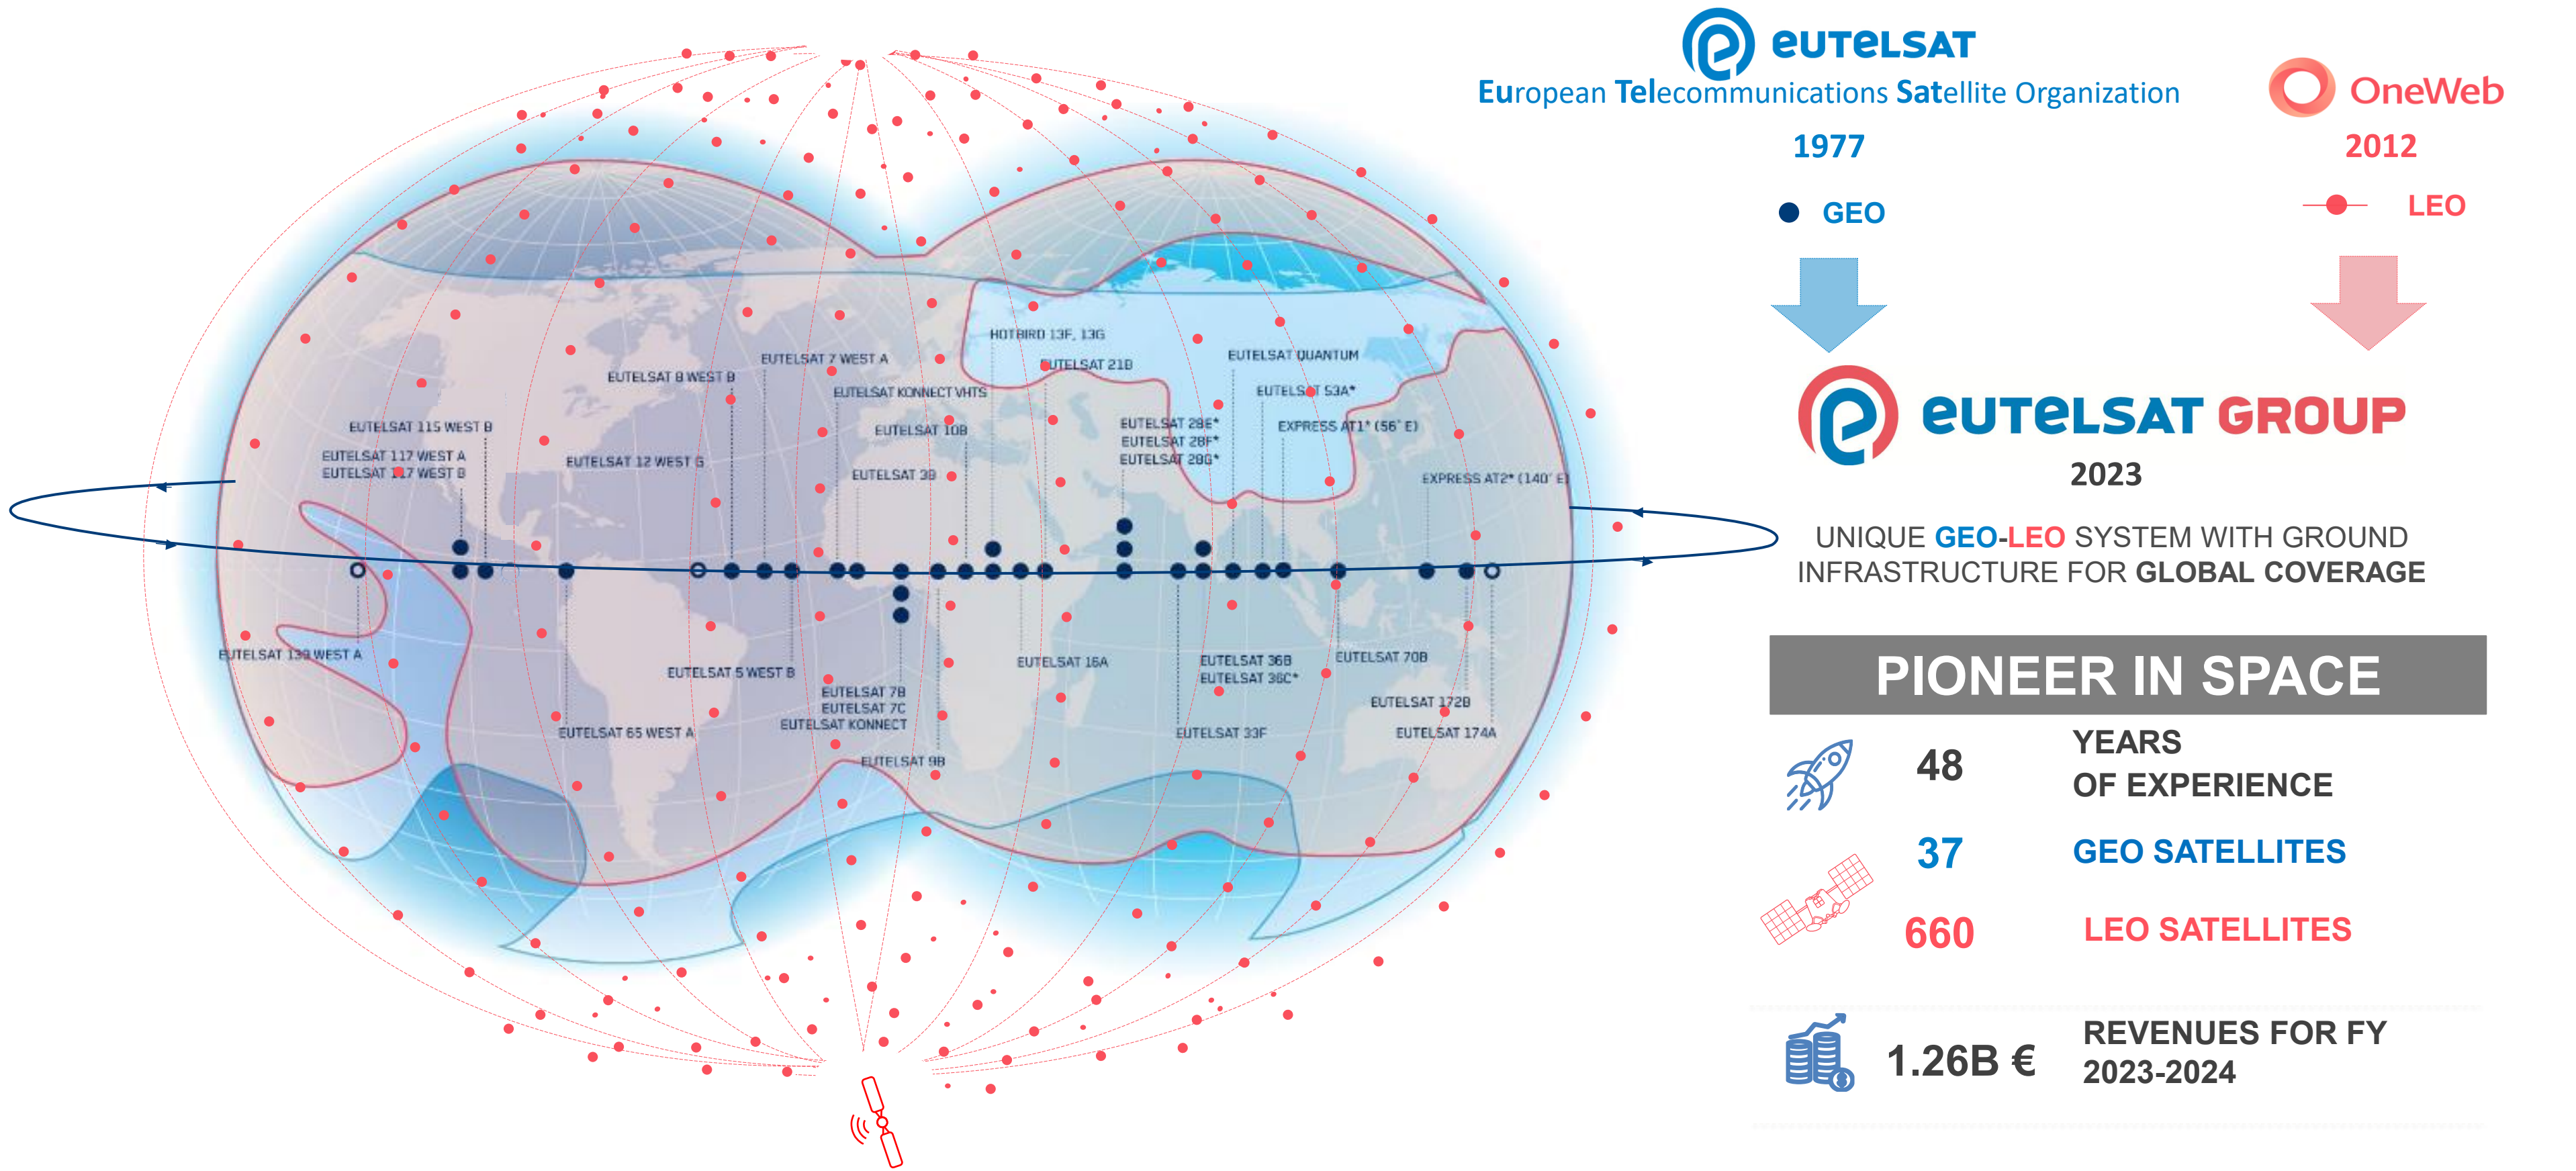 eUTeLSAT
European Telecommunications Satellite Organization
1977
GEO
OneWeb
2012
LEO
eUTeLSAT GROUP
2023
UNIQUE GEO-LEO SYSTEM WITH GROUND
INFRASTRUCTURE FOR GLOBAL COVERAGE
PIONEER IN SPACE
48
YEARS
OF EXPERIENCE
37
GEO SATELLITES
660
LEO SATELLITES
1.26B €
REVENUES FOR FY
2023-2024
HOTBIRD 13F, 13G
EUTELSAT 7 WEST A
EUTELSAT 21B
EUTELSAT QUANTUM
EUTELSAT 8 WEST B
EUTELSAT KONNECT VHTS
EUTELSAT 53A*
EUTELSAT 115 WEST B
EUTELSAT 10B
EUTELSAT 28E*
EUTELSAT 28F*
EUTELSAT 28G*
EXPRESS AT1* (56° E)
EUTELSAT 117 WEST A
EUTELSAT 117 WEST B
EUTELSAT 12 WEST G
EUTELSAT 3B
EXPRESS AT2* (140° E)
EUTELSAT 139 WEST A
EUTELSAT 5 WEST B
EUTELSAT 16A
EUTELSAT 36B
EUTELSAT 36C*
EUTELSAT 70B
EUTELSAT 7B
EUTELSAT 7C
EUTELSAT KONNECT
EUTELSAT 172B
EUTELSAT 65 WEST A
EUTELSAT 33F
EUTELSAT 174A
EUTELSAT 9B